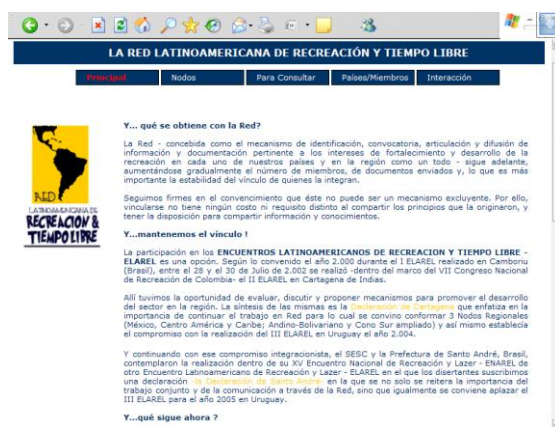 LA RED LATINOAMERICANA DE RECREACIÓN Y TIEMPO LIBRE
Principal Nodos Para Consultar Países/Miembros Interacción
Y... qué se obtiene con la Red?
La Red - concebida como el mecanismo de identificación, convocatoria, articulación y difusión de
información y documentación pertinente a los intereses de fortalecimiento y desarrollo de la
recreación en cada uno de nuestros países y en la región como un todo - sigue adelante,
aumentándose gradualmente el número de miembros, de documentos enviados y, lo que es más
importante la estabilidad del vínculo de quienes la integran.
Seguimos firmes en el convencimiento que éste no puede ser un mecanismo excluyente. Por ello,
vincularse no tiene ningún costo ni requisito distinto al compartir los principios que la originaron, y
tener la disposición para compartir información y conocimientos.
Y...mantenemos el vínculo !
La participación en los ENCUENTROS LATINOAMERICANOS DE RECREACION Y TIEMPO LIBRE -
ELAREL es una opción. Según lo convenido el año 2.000 durante el I ELAREL realizado en Camboriu
(Brasil), entre el 28 y el 30 de Julio de 2.002 se realizó -dentro del marco del VII Congreso Nacional
de Recreación de Colombia- el II ELAREL en Cartagena de Indias.
Allí tuvimos la oportunidad de evaluar, discutir y proponer mecanismos para promover el desarrollo
del sector en la región. La síntesis de las mismas es la Declaración de Cartagena que enfatiza en la
importancia de continuar el trabajo en Red para lo cual se convino conformar 3 Nodos Regionales
(México, Centro América y Caribe; Andino-Bolivariano y Cono Sur ampliado) y así mismo establecía
el compromiso con la realización del III ELAREL en Uruguay el año 2.004.
Y continuando con ese compromiso integracionista, el SESC y la Prefectura de Santo André, Brasil,
contemplaron la realización dentro de su XV Encuentro Nacional de Recreação y Lazer - ENAREL de
otro Encuentro Latinoamericano de Recreación y Lazer - ELAREL en el que los disertantes suscribimos
una declaración -la Declaración de Santo Andre- en la que se no solo se reitera la importancia del
trabajo conjunto y de la comunicación a través de la Red, sino que igualmente se conviene aplazar el
III ELAREL para el año 2005 en Uruguay.
Y...qué sigue ahora ?
RED
LATINOAMERICANA DE
RECREACIÓN &
TIEMPO LIBRE